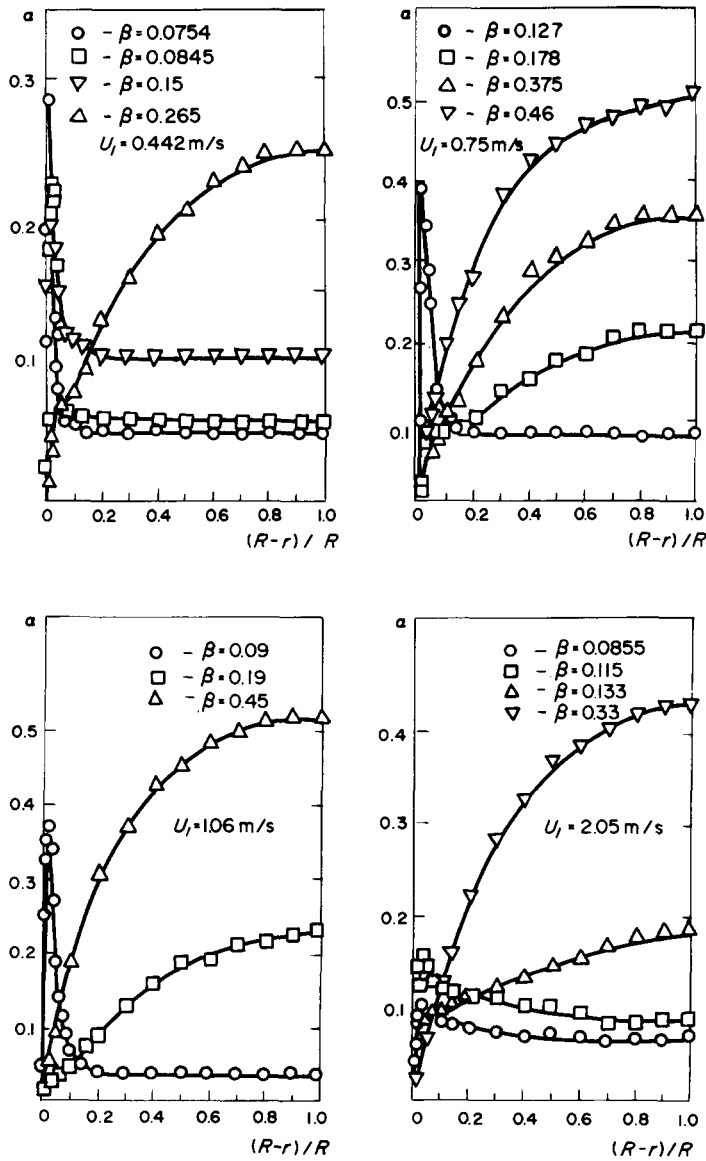 α
0.3
0.2
0.1
○ - β=0.0754
□ - β=0.0845
▽ - β=0.15
△ - β=0.265
U₁=0.442 m/s
0 0.2 0.4 0.6 0.8 1.0
(R-r)/R
α
0.5
0.4
0.3
0.2
0.1
○ - β=0.127
□ - β=0.178
△ - β=0.375
▽ - β=0.46
U₁=0.75 m/s
0 0.2 0.4 0.6 0.8 1.0
(R-r)/R
α
0.5
0.4
0.3
0.2
0.1
○ - β=0.09
□ - β=0.19
△ - β=0.45
U₁=1.06 m/s
0 0.2 0.4 0.6 0.8 1.0
(R-r)/R
α
0.4
0.3
0.2
0.1
0
○ - β=0.0855
□ - β=0.115
△ - β=0.133
▽ - β=0.33
U₁=2.05 m/s
0 0.2 0.4 0.6 0.8 1.0
(R-r)/R